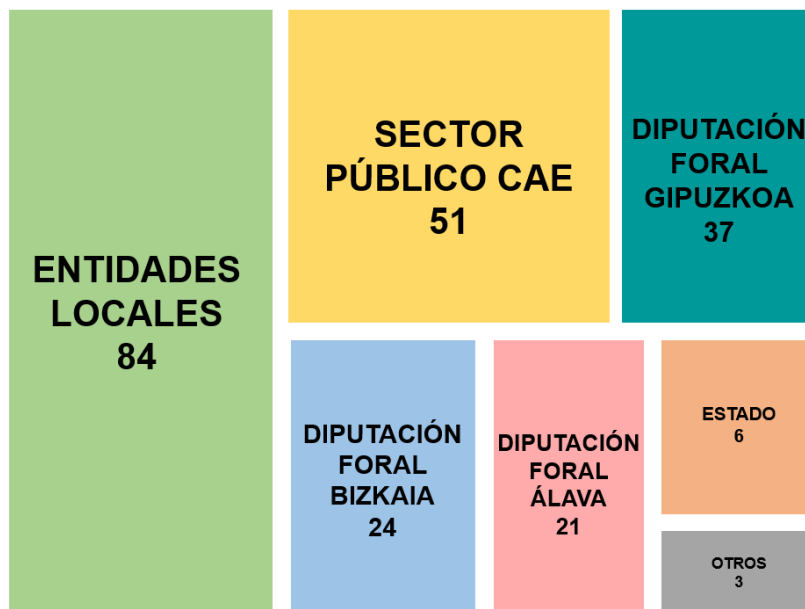 ENTIDADES
LOCALES
84
SECTOR
PÚBLICO CAE
51
DIPUTACIÓN
FORAL
GIPUZKOA
37
DIPUTACIÓN
FORAL
BIZKAIA
24
DIPUTACIÓN
FORAL
ÁLAVA
21
ESTADO
6
OTROS
3